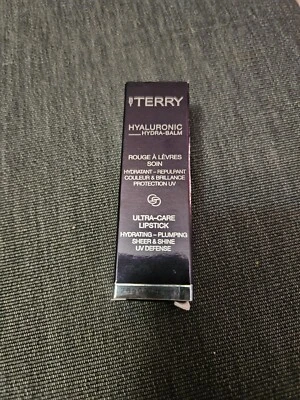 BY TERRY
HYALURONIC
HYDRA-BALM
ROUGE À LÈVRES
SOIN
HYDRATANT – REPULPANT
COULEUR & BRILLANCE
PROTECTION UV
ULTRA-CARE
LIPSTICK
HYDRATING – PLUMPING
SHEER & SHINE
UV DEFENSE